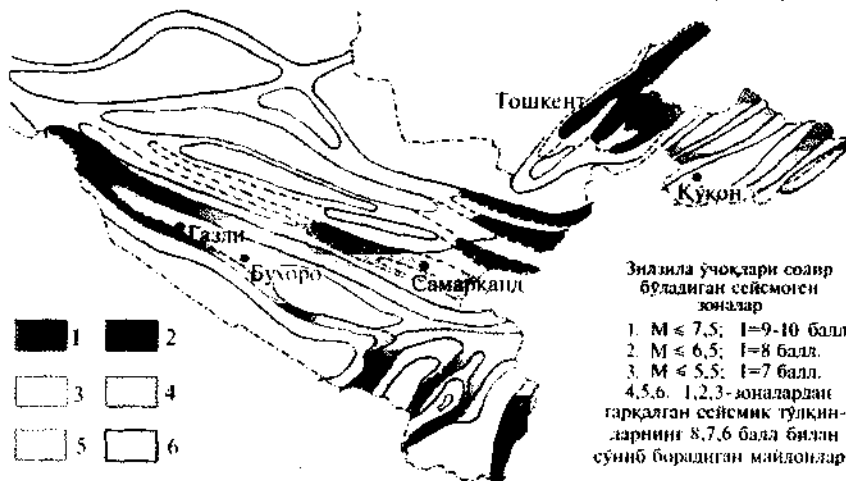 Тошкент
Қўқон
Газли
Бухоро
Самарқанд
Зилзила ўчоқлари содир
бўладиган сейсмоген
зоналар
1. M ≤ 7,5; I=9-10 балл
2. M ≤ 6,5; I=8 балл.
3. M ≤ 5,5; I=7 балл.
4,5,6. 1,2,3-зоналардан
тарқалган сейсмик тўлқин-
ларнинг 8,7,6 балл билан
сўниб борадиган майдонлар
1 2
3 4
5 6